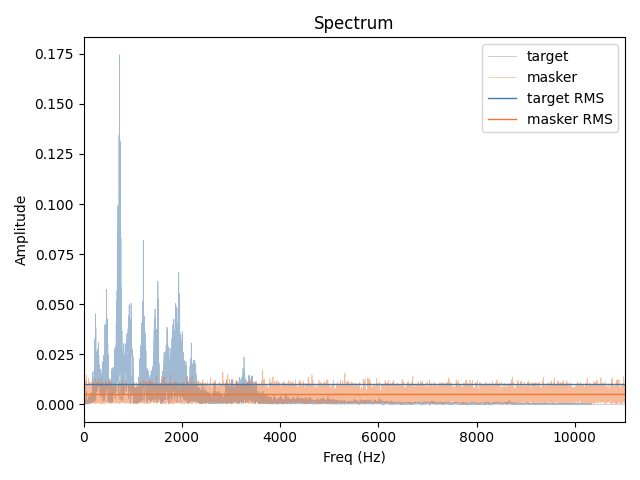 Spectrum
target
masker
target RMS
masker RMS
0.175
0.150
0.125
0.100
0.075
0.050
0.025
0.000
Amplitude
0 2000 4000 6000 8000 10000
Freq (Hz)